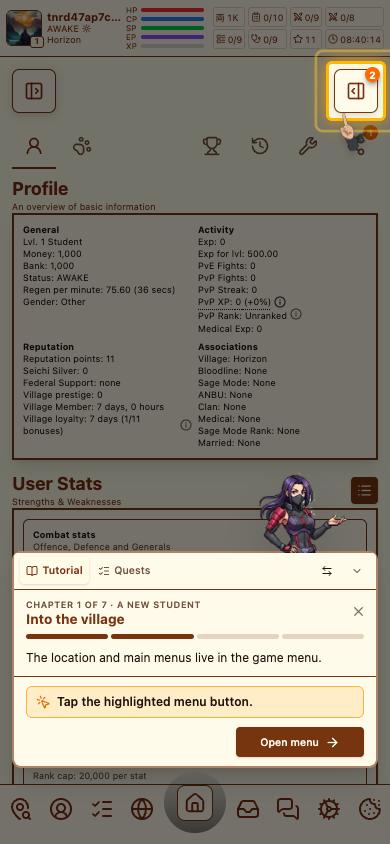 tnrd47ap7c...
AWAKE
Horizon
1
HP
CP
SP
EP
XP
1K
0/10
0/9
0/8
0/9
0/9
11
08:40:14
2
1
Profile
An overview of basic information
General
Lvl. 1 Student
Money: 1,000
Bank: 1,000
Status: AWAKE
Regen per minute: 75.60 (36 secs)
Gender: Other
Activity
Exp: 0
Exp for lvl: 500.00
PvE Fights: 0
PvP Fights: 0
PvP Streak: 0
PvP XP: 0 (+0%)
PvP Rank: Unranked
Medical Exp: 0
Reputation
Reputation points: 11
Seichi Silver: 0
Federal Support: none
Village prestige: 0
Village Member: 7 days, 0 hours
Village loyalty: 7 days (1/11
bonuses)
Associations
Village: Horizon
Bloodline: None
Sage Mode: None
ANBU: None
Clan: None
Medical: None
Sage Mode Rank: None
Married: None
User Stats
Strengths & Weaknesses
Combat stats
Offence, Defence and Generals
Tutorial
Quests
CHAPTER 1 OF 7 · A NEW STUDENT
Into the village
The location and main menus live in the game menu.
Tap the highlighted menu button.
Open menu
Rank cap: 20,000 per stat